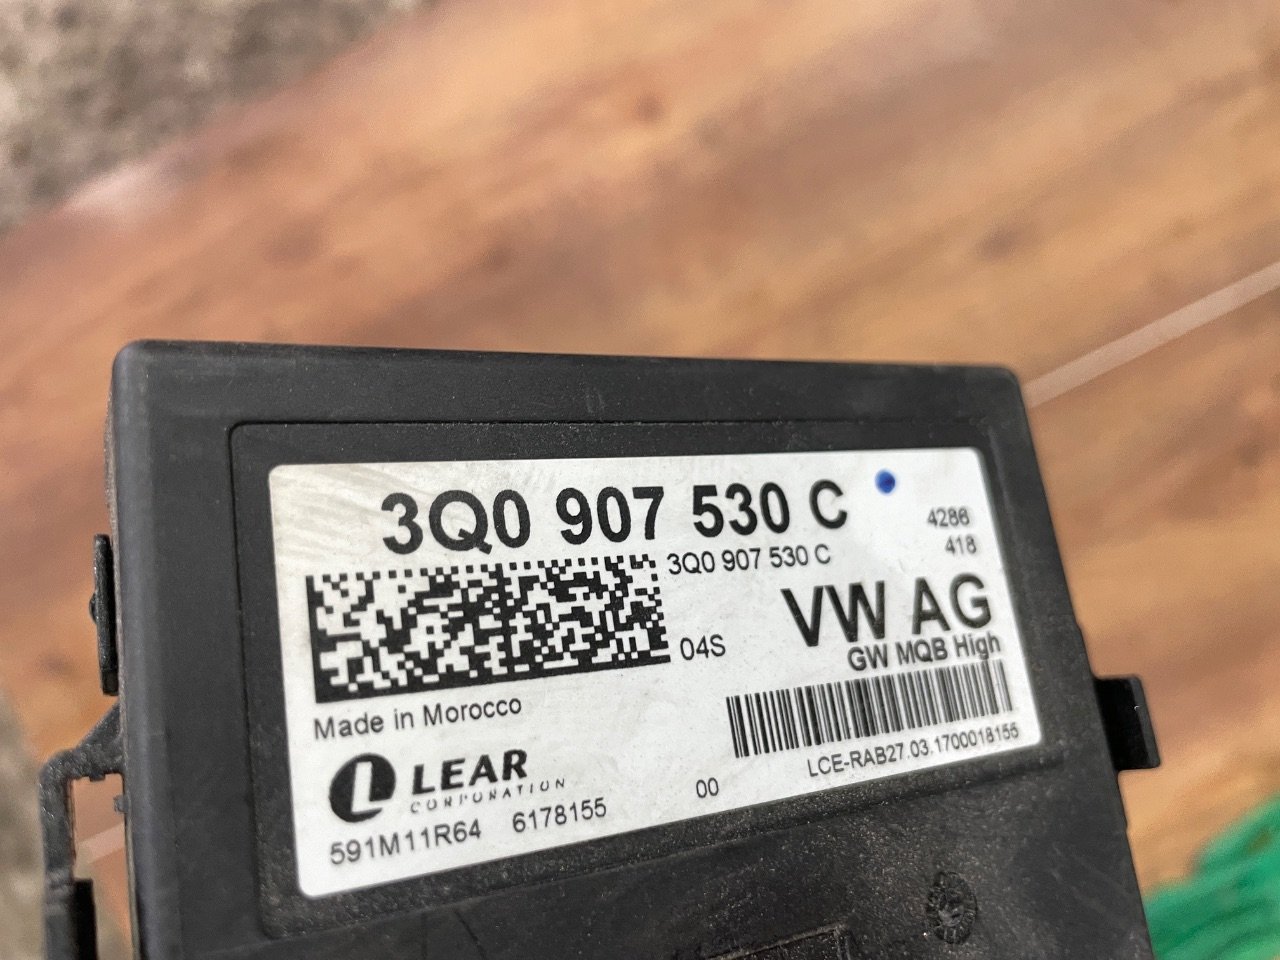 3Q0 907 530 C
4286
418
3Q0 907 530 C
VW AG
04S
GW MQB High
Made in Morocco
LEAR
CORPORATION
LCE-RAB27.03.1700018155
00
591M11R64 6178155